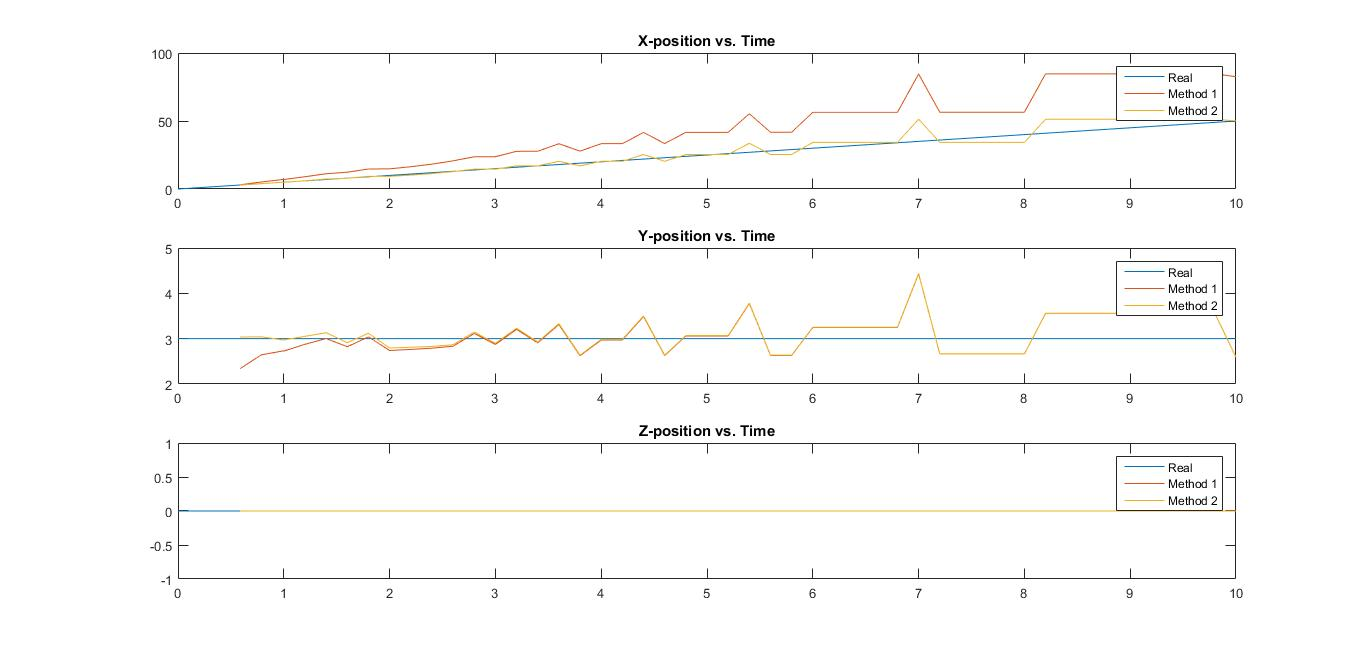 X-position vs. Time
100
50
0
0 1 2 3 4 5 6 7 8 9 10
Real
Method 1
Method 2
Y-position vs. Time
5
4
3
2
0 1 2 3 4 5 6 7 8 9 10
Real
Method 1
Method 2
Z-position vs. Time
1
0.5
0
-0.5
-1
0 1 2 3 4 5 6 7 8 9 10
Real
Method 1
Method 2